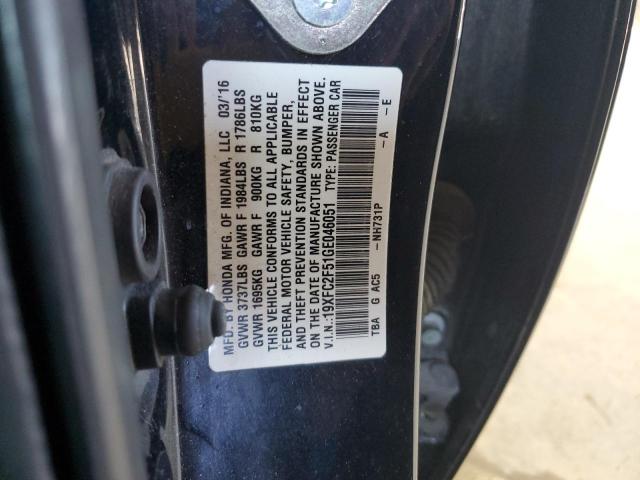 MFD. BY HONDA MFG. OF INDIANA, LLC 03/'16
GVWR 3737LBS GAWR F 1984LBS R 1786LBS
GVWR 1695KG GAWR F 900KG R 810KG
THIS VEHICLE CONFORMS TO ALL APPLICABLE
FEDERAL MOTOR VEHICLE SAFETY, BUMPER,
AND THEFT PREVENTION STANDARDS IN EFFECT
ON THE DATE OF MANUFACTURE SHOWN ABOVE.
V.I.N.:19XFC2F51GE046051 TYPE: PASSENGER CAR
TBA G AC5 -NH731P -A -E